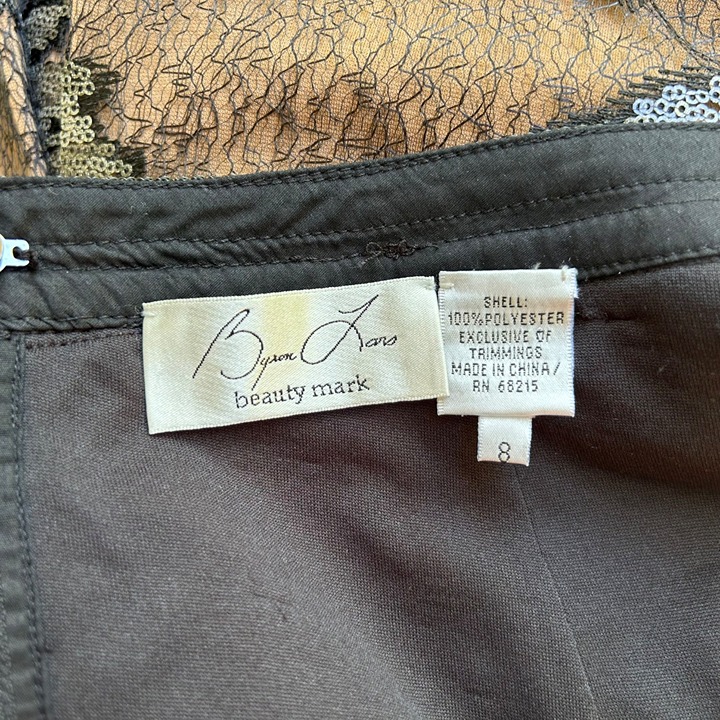 Byron Lars
beauty mark
SHELL:
100%POLYESTER
EXCLUSIVE OF
TRIMMINGS
MADE IN CHINA/
RN 68215
8